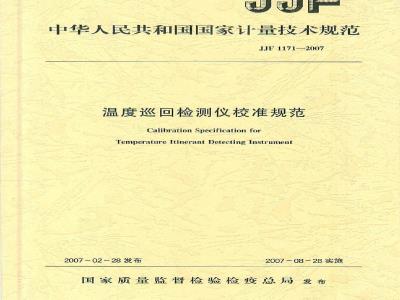 JJF
中华人民共和国国家计量技术规范
JJF 1171—2007
温度巡回检测仪校准规范
Calibration Specification for
Temperature Itinerant Detecting Instrument
2007-02-28 发布
2007-08-28 实施
国家质量监督检验检疫总局 发布